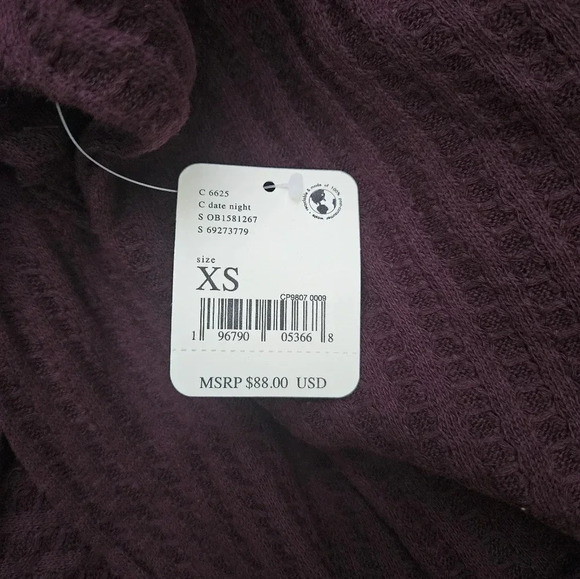 C 6625
C date night
S OB1581267
S 69273779
size
XS
CP9807 0009
1 96790 05366 8
MSRP $88.00 USD